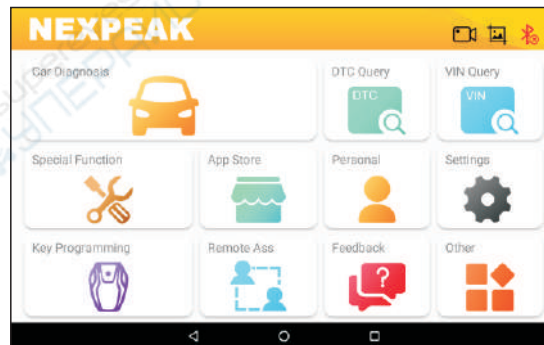 NEXPEAK
Car Diagnosis
DTC Query
VIN Query
DTC
VIN
Special Function
App Store
Personal
Settings
Key Programming
Remote Ass
Feedback
Other
?